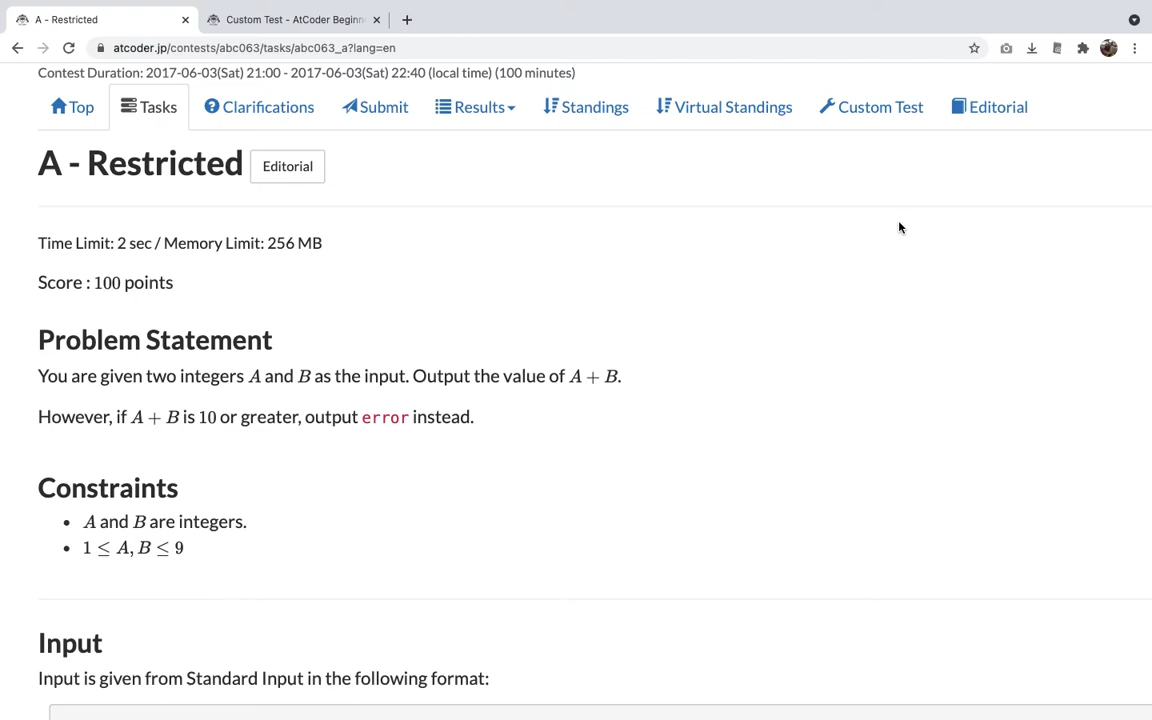 A - Restricted
Custom Test - AtCoder Beginn
atcoder.jp/contests/abc063/tasks/abc063_a?lang=en
Contest Duration: 2017-06-03(Sat) 21:00 - 2017-06-03(Sat) 22:40 (local time) (100 minutes)
Top Tasks Clarifications Submit Results Standings Virtual Standings Custom Test Editorial
A - Restricted Editorial
Time Limit: 2 sec / Memory Limit: 256 MB
Score : 100 points
Problem Statement
You are given two integers A and B as the input. Output the value of A + B.
However, if A + B is 10 or greater, output error instead.
Constraints
• A and B are integers.
• 1 ≤ A, B ≤ 9
Input
Input is given from Standard Input in the following format: